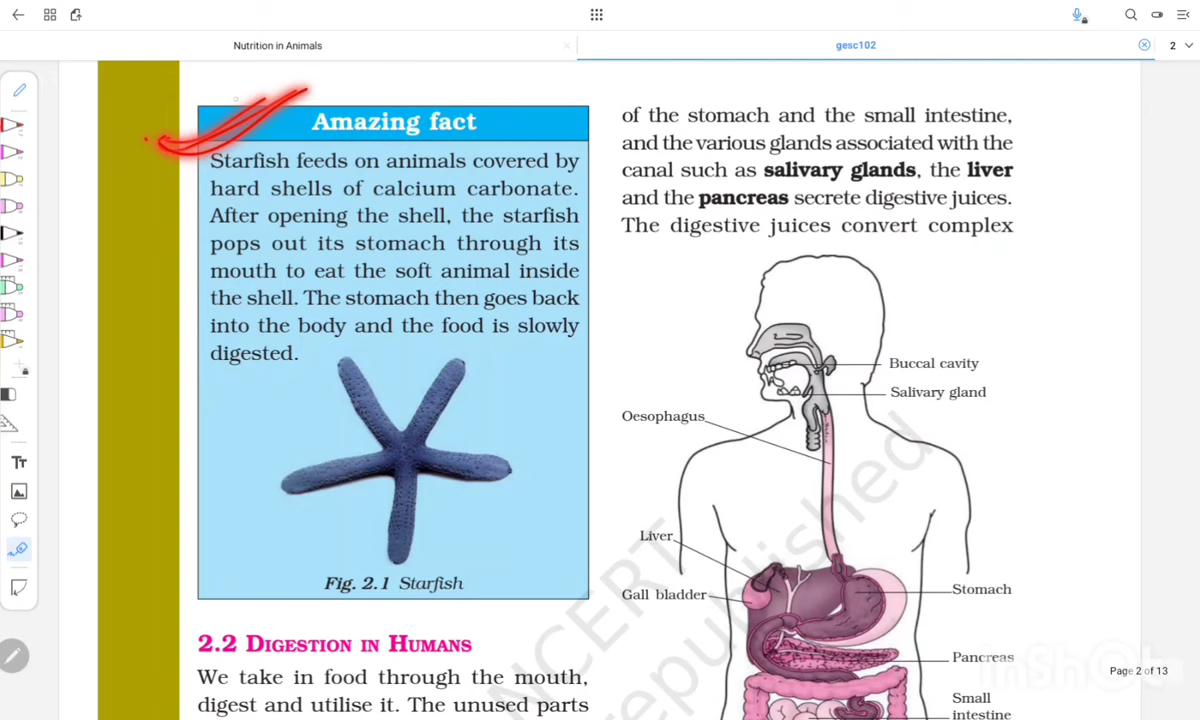 Nutrition in Animals
gesc102
2
Amazing fact
Starfish feeds on animals covered by
hard shells of calcium carbonate.
After opening the shell, the starfish
pops out its stomach through its
mouth to eat the soft animal inside
the shell. The stomach then goes back
into the body and the food is slowly
digested.
Fig. 2.1 Starfish
2.2 DIGESTION IN HUMANS
We take in food through the mouth,
digest and utilise it. The unused parts
of the stomach and the small intestine,
and the various glands associated with the
canal such as salivary glands, the liver
and the pancreas secrete digestive juices.
The digestive juices convert complex
Buccal cavity
Salivary gland
Oesophagus
Liver
Gall bladder
Stomach
Pancreas
Small
intestine
NCERT
republished
InShOt
Page 2 of 13
Tт